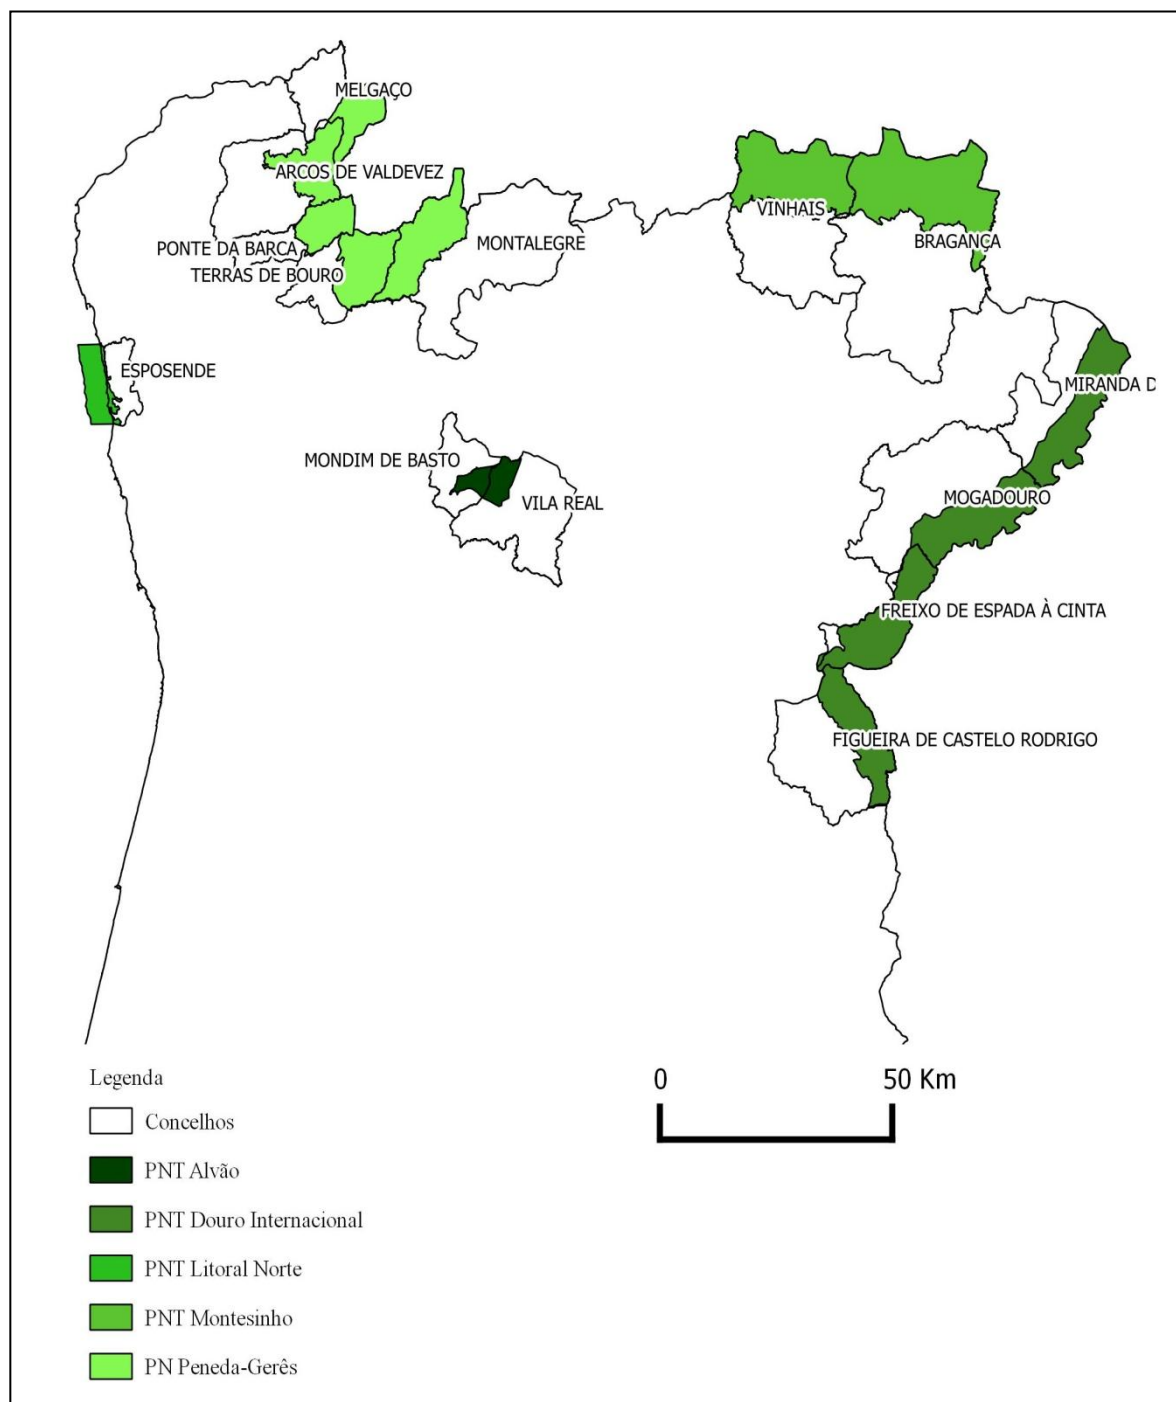 MELGAÇO
ARCOS DE VALDEVEZ
VINHAIS
PONTE DA BARCA
MONTALEGRE
BRAGANÇA
TERRAS DE BOURO
ESPOSENDE
MIRANDA D
MONDIM DE BASTO
VILA REAL
MOGADOURO
FREIXO DE ESPADA À CINTA
FIGUEIRA DE CASTELO RODRIGO
0 50 Km
Legenda
Concelhos
PNT Alvão
PNT Douro Internacional
PNT Litoral Norte
PNT Montesinho
PN Peneda-Gerês